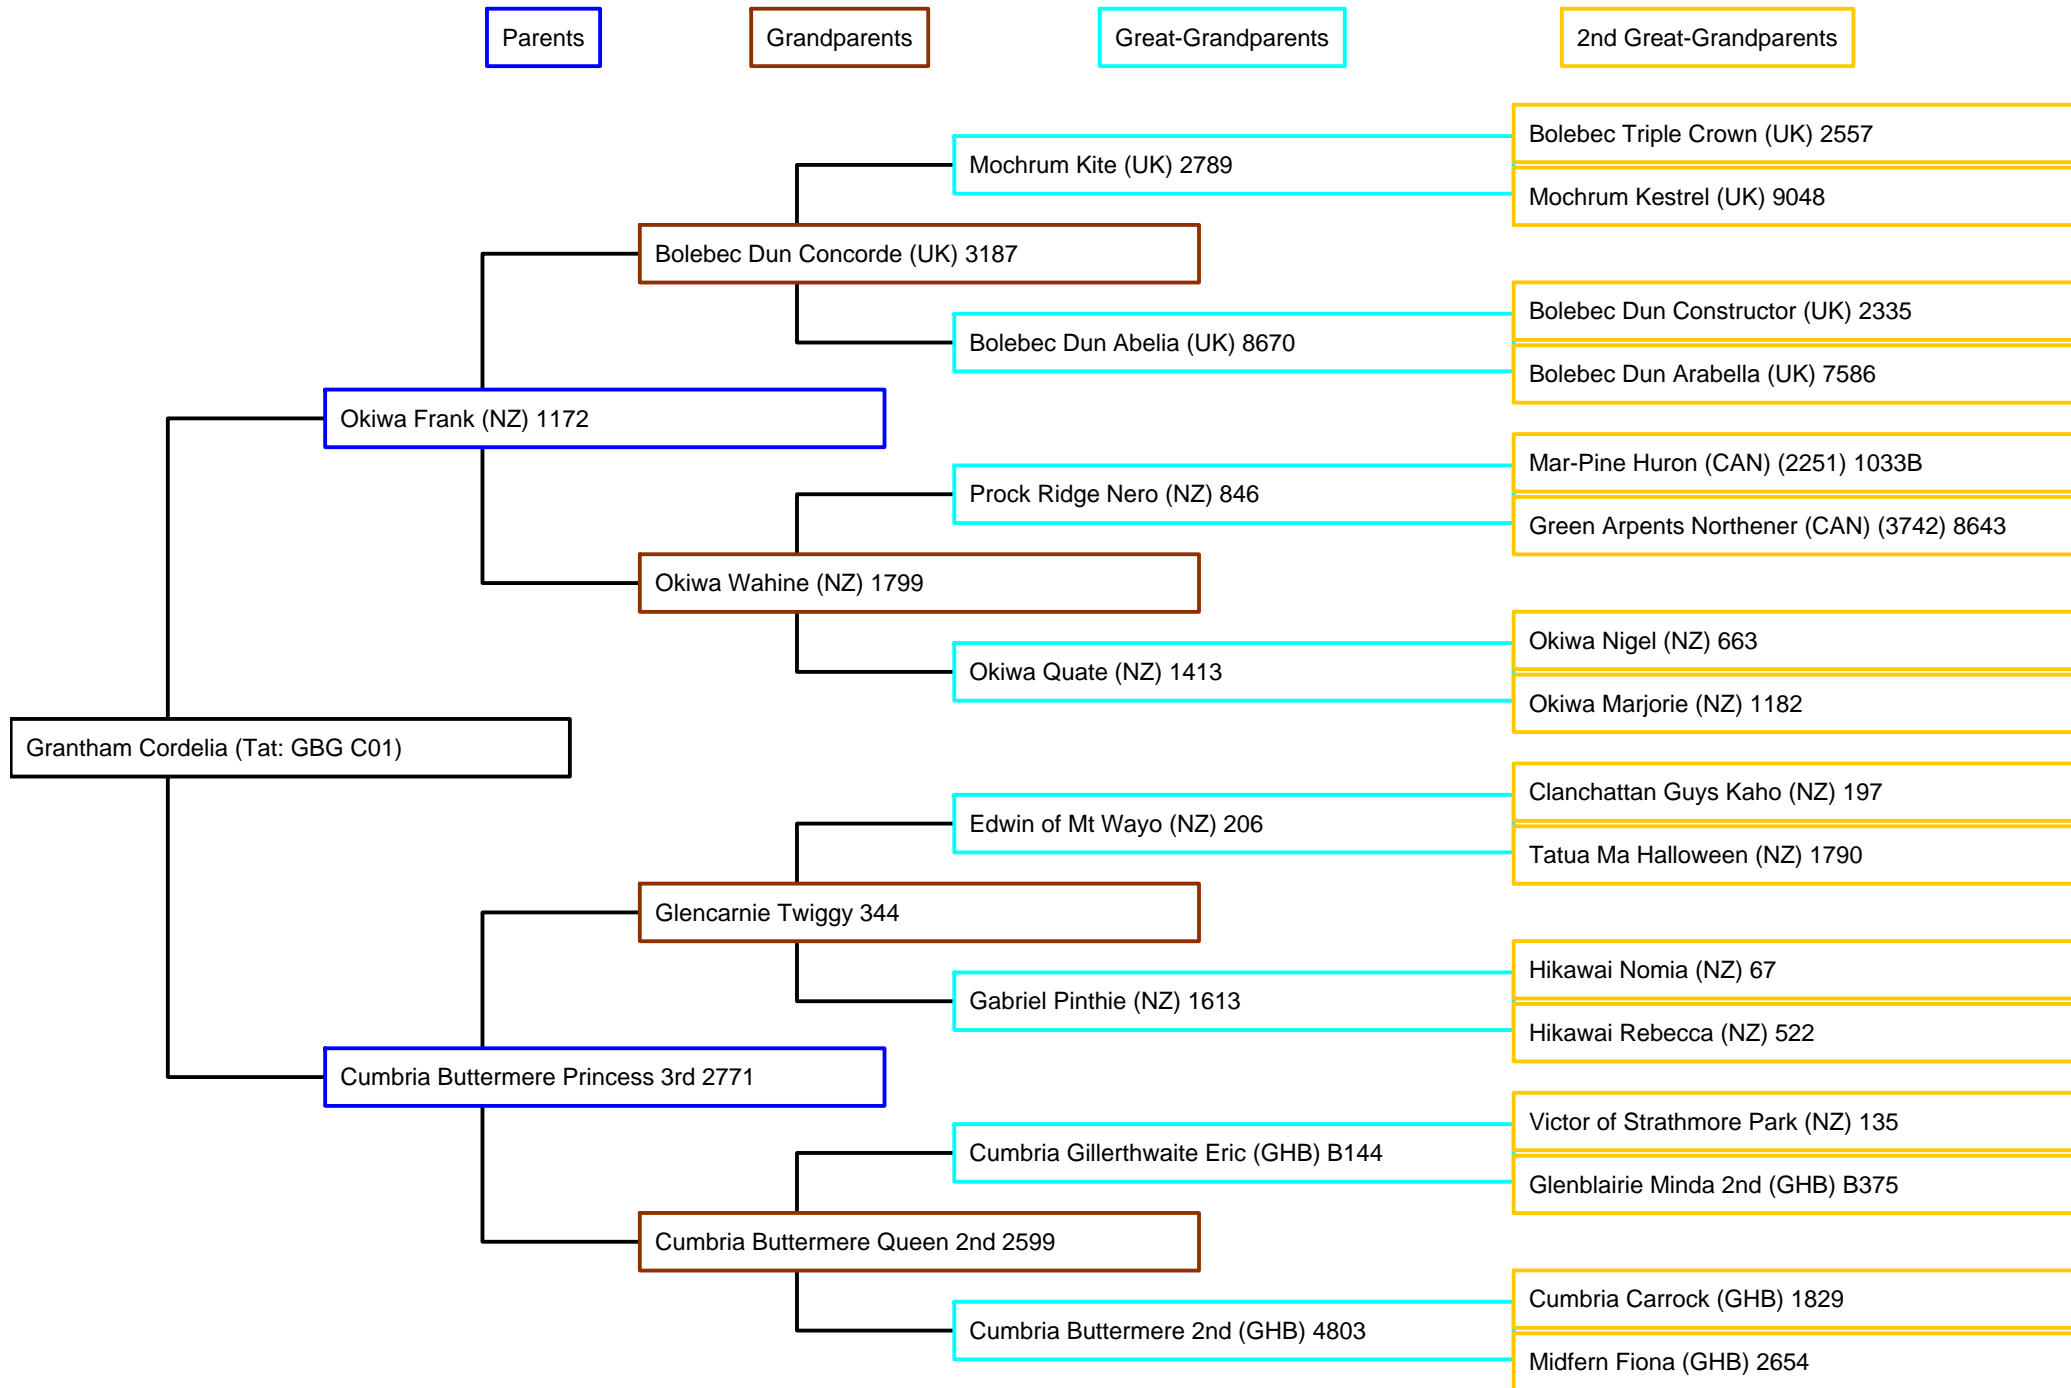 Parents
Grandparents
Great-Grandparents
2nd Great-Grandparents
Bolebec Triple Crown (UK) 2557
Mochrum Kite (UK) 2789
Mochrum Kestrel (UK) 9048
Bolebec Dun Concorde (UK) 3187
Bolebec Dun Constructor (UK) 2335
Bolebec Dun Abelia (UK) 8670
Bolebec Dun Arabella (UK) 7586
Okiwa Frank (NZ) 1172
Mar-Pine Huron (CAN) (2251) 1033B
Prock Ridge Nero (NZ) 846
Green Arpents Northener (CAN) (3742) 8643
Okiwa Wahine (NZ) 1799
Okiwa Nigel (NZ) 663
Okiwa Quate (NZ) 1413
Okiwa Marjorie (NZ) 1182
Grantham Cordelia (Tat: GBG C01)
Clanchattan Guys Kaho (NZ) 197
Edwin of Mt Wayo (NZ) 206
Tatua Ma Halloween (NZ) 1790
Glencarnie Twiggy 344
Hikawai Nomia (NZ) 67
Gabriel Pinthie (NZ) 1613
Hikawai Rebecca (NZ) 522
Cumbria Buttermere Princess 3rd 2771
Victor of Strathmore Park (NZ) 135
Cumbria Gillerthwaite Eric (GHB) B144
Glenblairie Minda 2nd (GHB) B375
Cumbria Buttermere Queen 2nd 2599
Cumbria Carrock (GHB) 1829
Cumbria Buttermere 2nd (GHB) 4803
Midfern Fiona (GHB) 2654